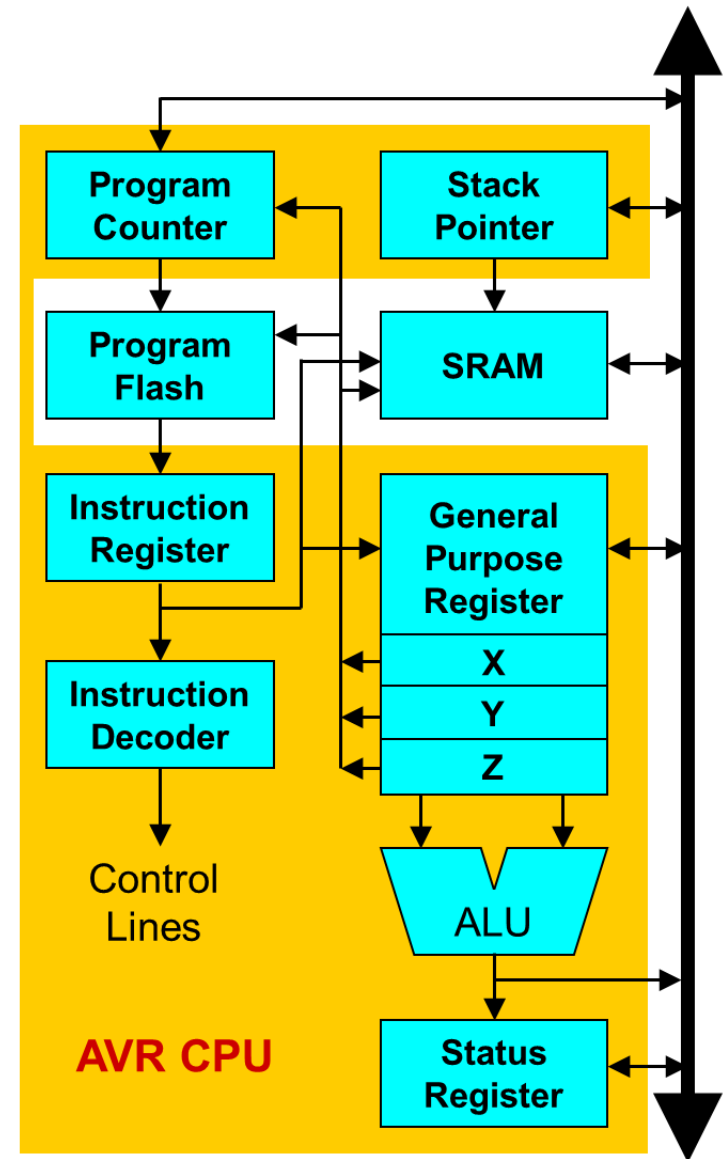 Program
Counter
Stack
Pointer
Program
Flash
SRAM
Instruction
Register
General
Purpose
Register
X
Y
Z
Instruction
Decoder
Control
Lines
ALU
AVR CPU
Status
Register